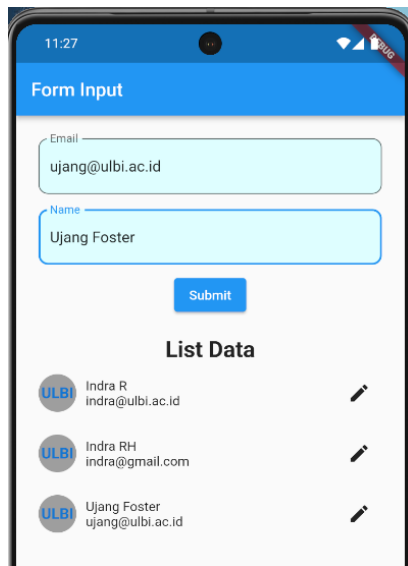 11:27
DEBUG
Form Input
Email
ujang@ulbi.ac.id
Name
Ujang Foster
Submit
List Data
ULBI
Indra R
indra@ulbi.ac.id
ULBI
Indra RH
indra@gmail.com
ULBI
Ujang Foster
ujang@ulbi.ac.id